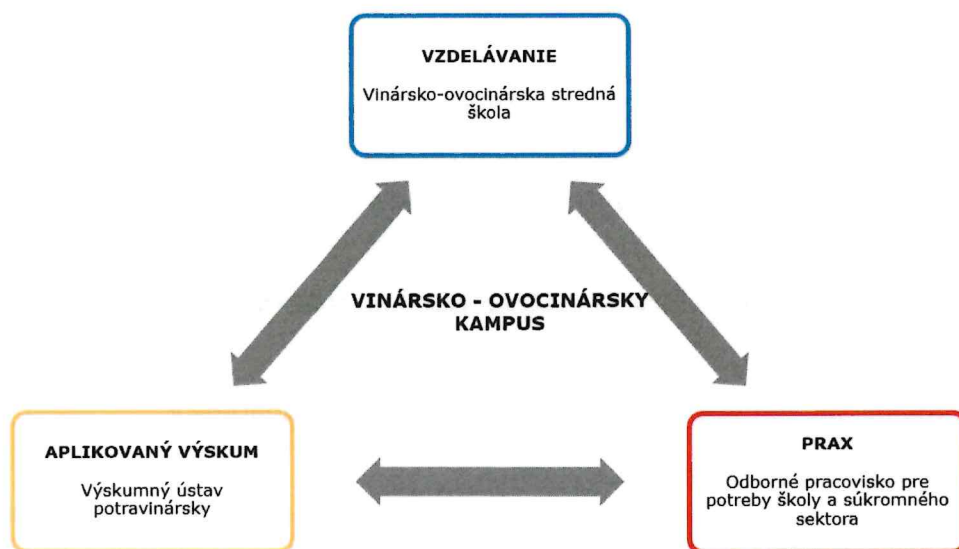 VZDELÁVANIE
Vinársko-ovocinárska stredná
škola
VINÁRSKO - OVOCINÁRSKY
KAMPUS
APLIKOVANÝ VÝSKUM
Výskumný ústav
potravinársky
PRAX
Odborné pracovisko pre
potreby školy a súkromného
sektora